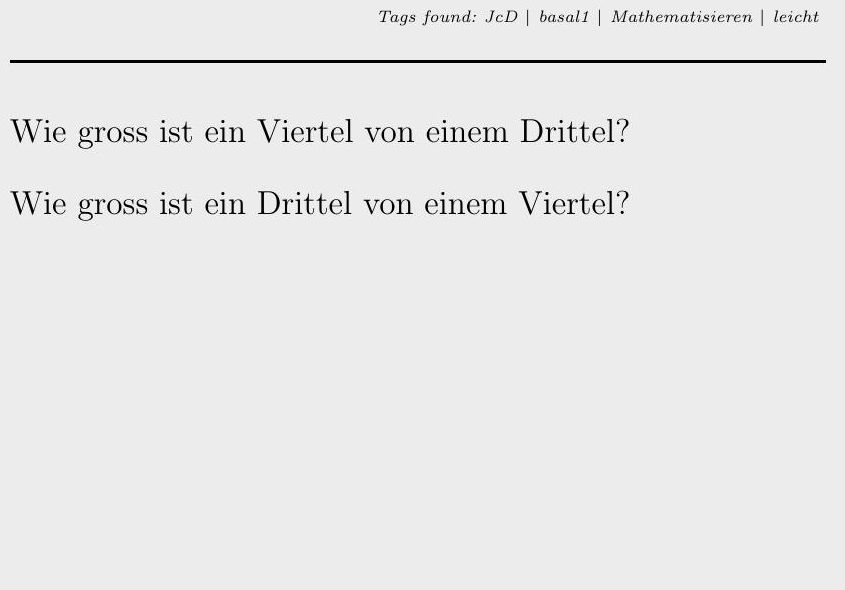 Tags found: JcD | basal1 | Mathematisieren | leicht
Wie gross ist ein Viertel von einem Drittel?
Wie gross ist ein Drittel von einem Viertel?